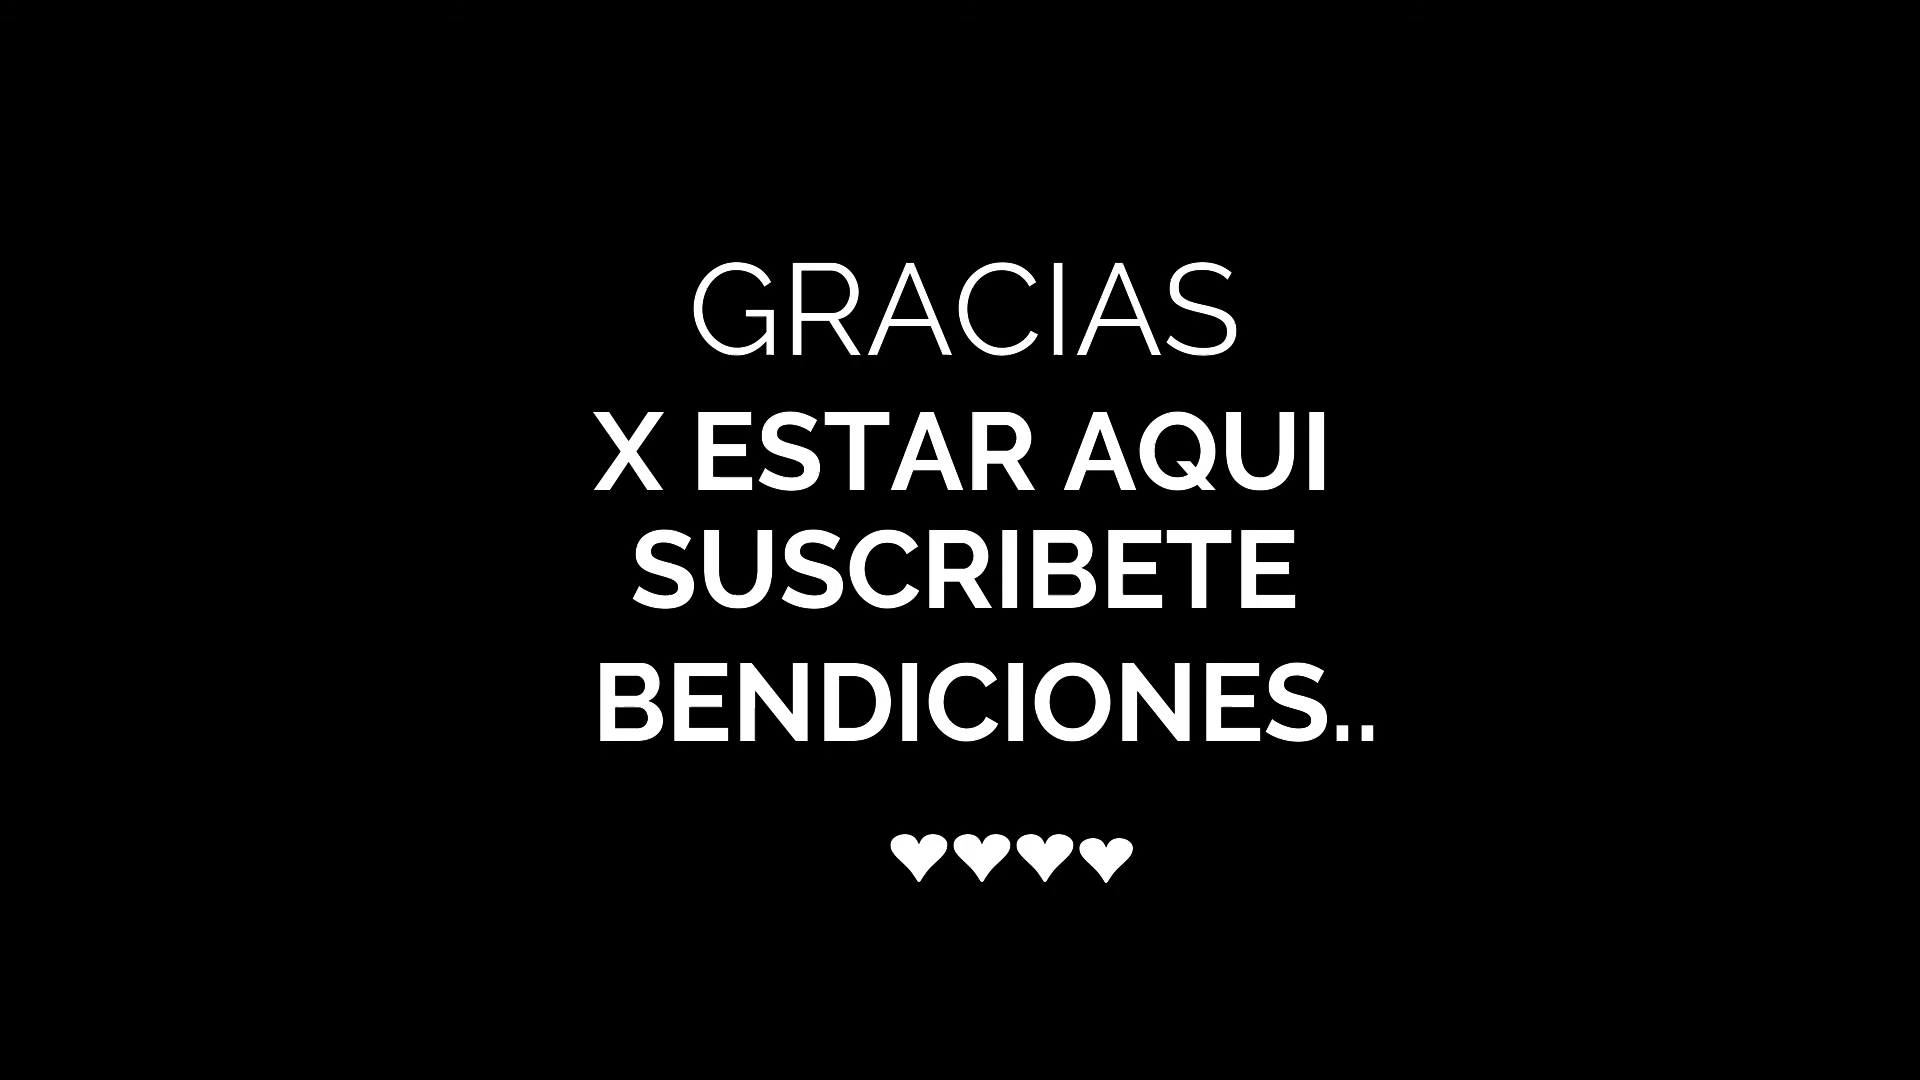 GRACIAS
X ESTAR AQUI
SUSCRIBETE
BENDICIONES..
♥♥♥♥